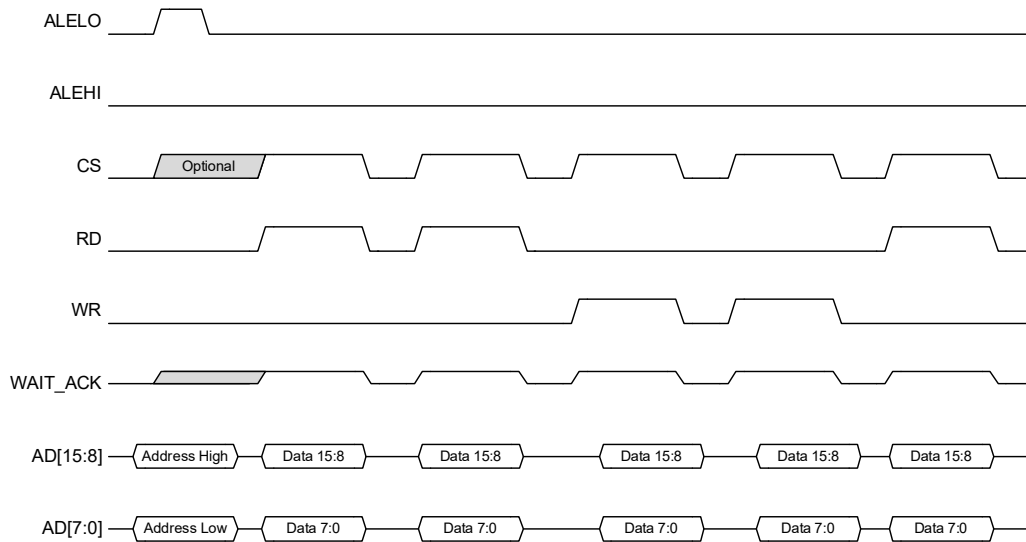 ALELO
ALEHI
CS Optional
RD
WR
WAIT_ACK
AD[15:8] Address High Data 15:8 Data 15:8 Data 15:8 Data 15:8 Data 15:8
AD[7:0] Address Low Data 7:0 Data 7:0 Data 7:0 Data 7:0 Data 7:0